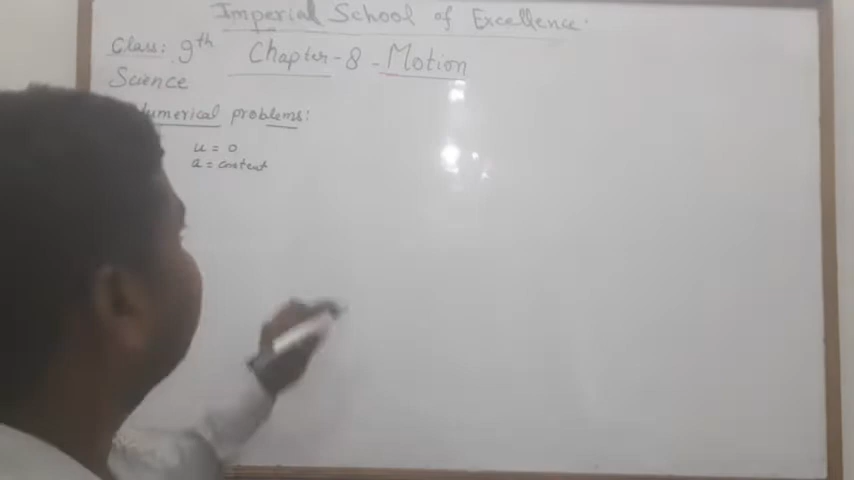 Imperial School of Excellence.
Class: 9th Chapter-8 - Motion
Science
Numerical problems:
u = 0
a = constant